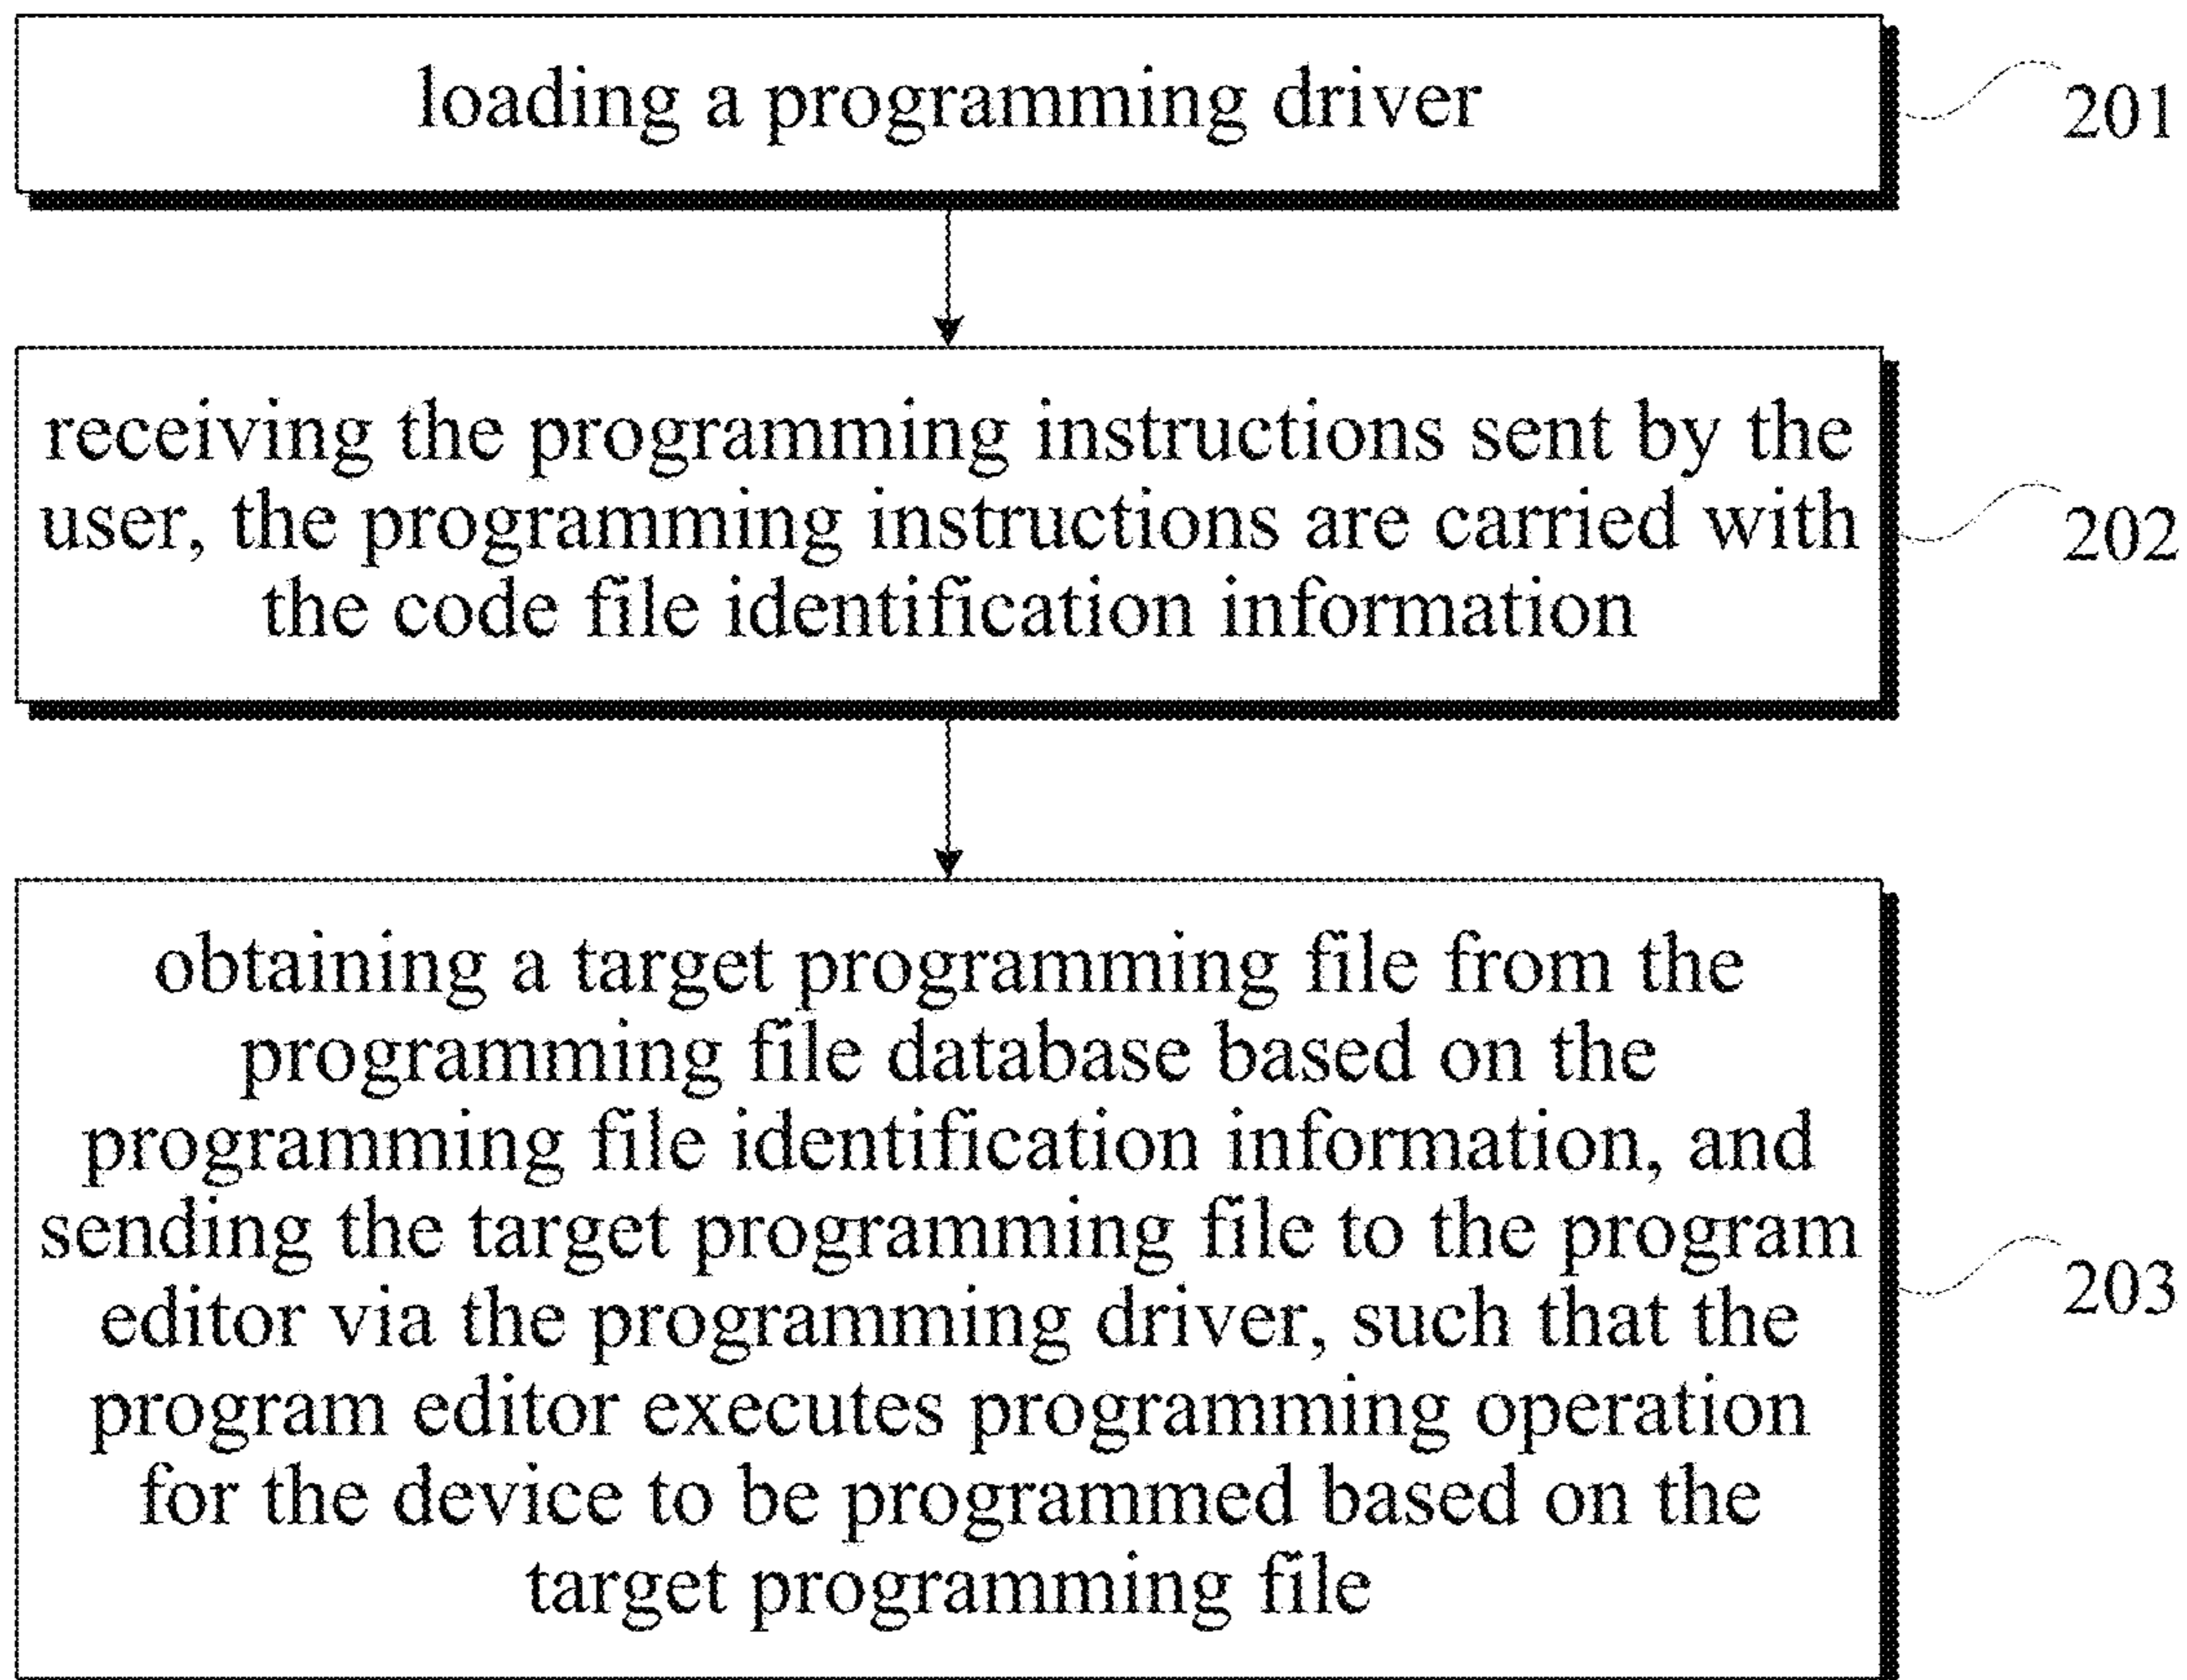 loading a programming driver
201
receiving the programming instructions sent by the
user, the programming instructions are carried with
the code file identification information
202
obtaining a target programming file from the
programming file database based on the
programming file identification information, and
sending the target programming file to the program
editor via the programming driver, such that the
program editor executes programming operation
for the device to be programmed based on the
target programming file
203